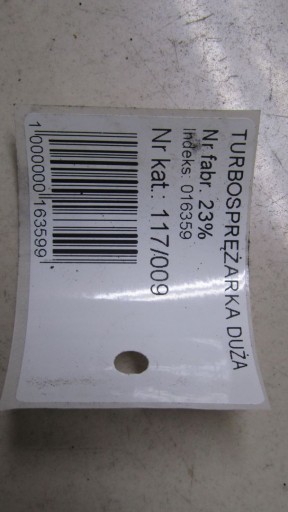 TURBOSPRĘŻARKA DUŻA
Nr fabr. 23%
Indeks: 016359
Nr kat.: 117/009
1000000163599